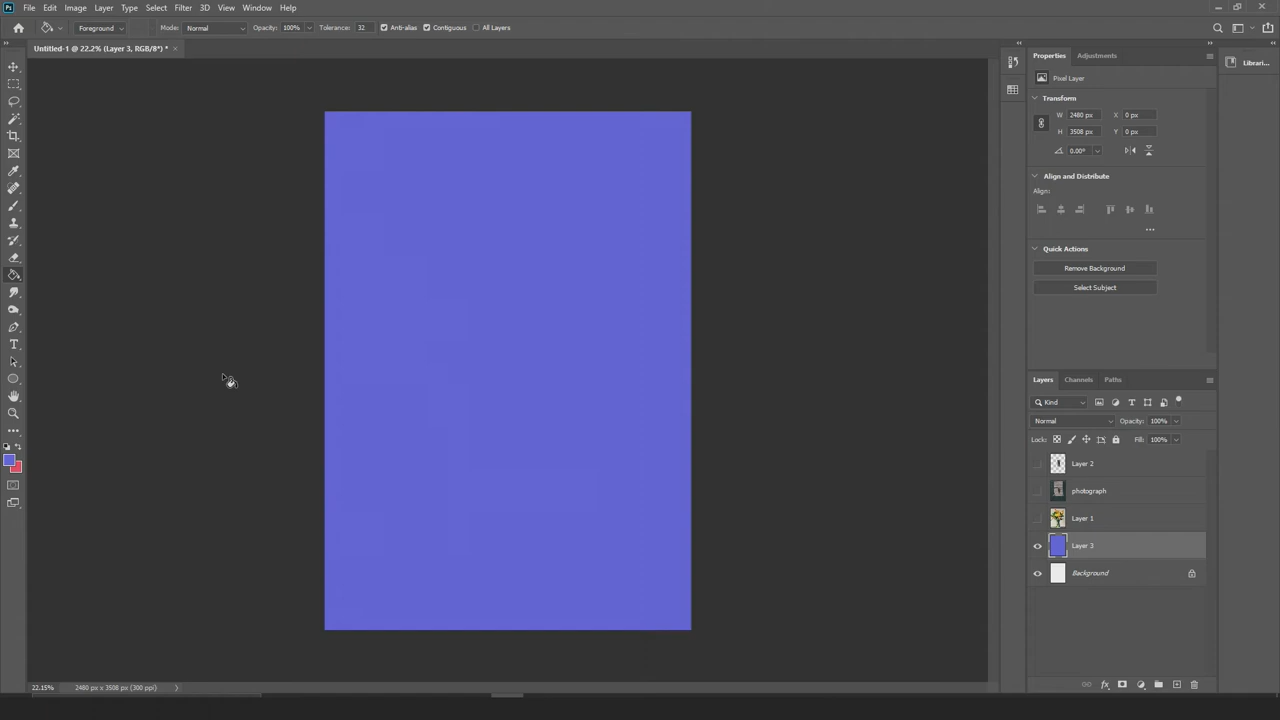 Ps File Edit Image Layer Type Select Filter 3D View Window Help
Foreground Mode: Normal Opacity: 100% Tolerance: 32 Anti-alias Contiguous All Layers
Untitled-1 @ 22.2% (Layer 3, RGB/8*) * ×
Properties Adjustments
Librari...
Pixel Layer
Transform
W 2480 px X 0 px
H 3508 px Y 0 px
0.00°
Align and Distribute
Align:
Quick Actions
Remove Background
Select Subject
Layers Channels Paths
Kind
Normal Opacity: 100%
Lock: Fill: 100%
Layer 2
photograph
Layer 1
Layer 3
Background
22.15% 2480 px x 3508 px (300 ppi)